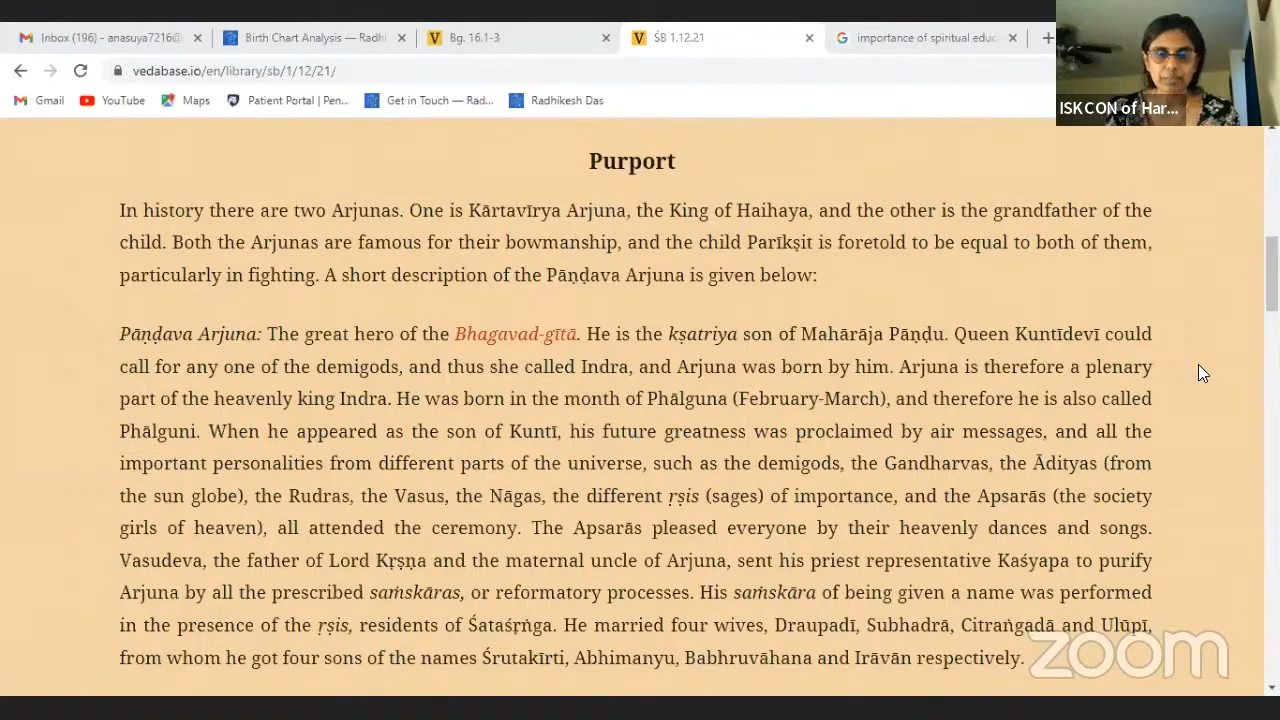 Inbox (196) - anasuya7216@
Birth Chart Analysis — Radhi
Bg. 16.1-3
ŚB 1.12.21
importance of spiritual educ
vedabase.io/en/library/sb/1/12/21/
Gmail
YouTube
Maps
Patient Portal | Pen...
Get in Touch — Rad...
Radhikesh Das
ISKCON of Har...
Purport
In history there are two Arjunas. One is Kārtavīrya Arjuna, the King of Haihaya, and the other is the grandfather of the
child. Both the Arjunas are famous for their bowmanship, and the child Parīkṣit is foretold to be equal to both of them,
particularly in fighting. A short description of the Pāṇḍava Arjuna is given below:
Pāṇḍava Arjuna: The great hero of the Bhagavad-gītā. He is the kṣatriya son of Mahārāja Pāṇḍu. Queen Kuntīdevī could
call for any one of the demigods, and thus she called Indra, and Arjuna was born by him. Arjuna is therefore a plenary
part of the heavenly king Indra. He was born in the month of Phālguna (February-March), and therefore he is also called
Phālguni. When he appeared as the son of Kuntī, his future greatness was proclaimed by air messages, and all the
important personalities from different parts of the universe, such as the demigods, the Gandharvas, the Ādityas (from
the sun globe), the Rudras, the Vasus, the Nāgas, the different ṛṣis (sages) of importance, and the Apsarās (the society
girls of heaven), all attended the ceremony. The Apsarās pleased everyone by their heavenly dances and songs.
Vasudeva, the father of Lord Kṛṣṇa and the maternal uncle of Arjuna, sent his priest representative Kaśyapa to purify
Arjuna by all the prescribed saṁskāras, or reformatory processes. His saṁskāra of being given a name was performed
in the presence of the ṛṣis, residents of Śataśṛṅga. He married four wives, Draupadī, Subhadrā, Citrāṅgadā and Ulūpī,
from whom he got four sons of the names Śrutakīrti, Abhimanyu, Babhruvāhana and Irāvān respectively.
zoom